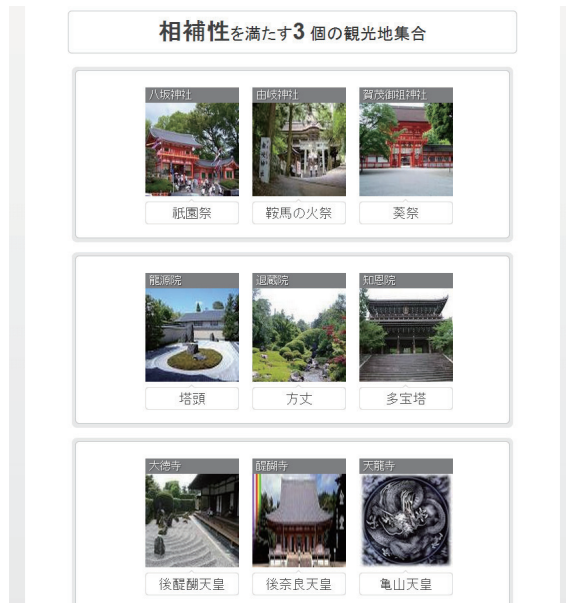 相補性を満たす3 個の観光地集合
八坂神社 由岐神社 賀茂御祖神社
祇園祭 鞍馬の火祭 葵祭
龍源院 退蔵院 知恩院
塔頭 方丈 多宝塔
大徳寺 醍醐寺 天龍寺
後醍醐天皇 後奈良天皇 亀山天皇